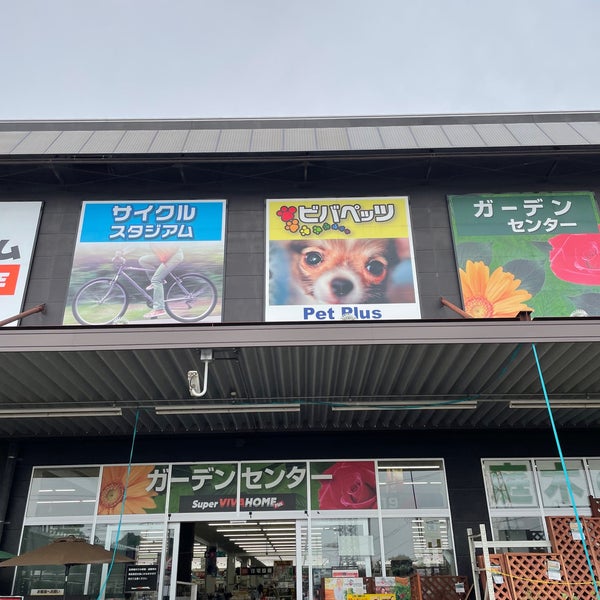 ム
サイクル
スタジアム
ビバペッツ
Pet Plus
ガーデン
センター
ガーデンセンター
Super VIVA HOME